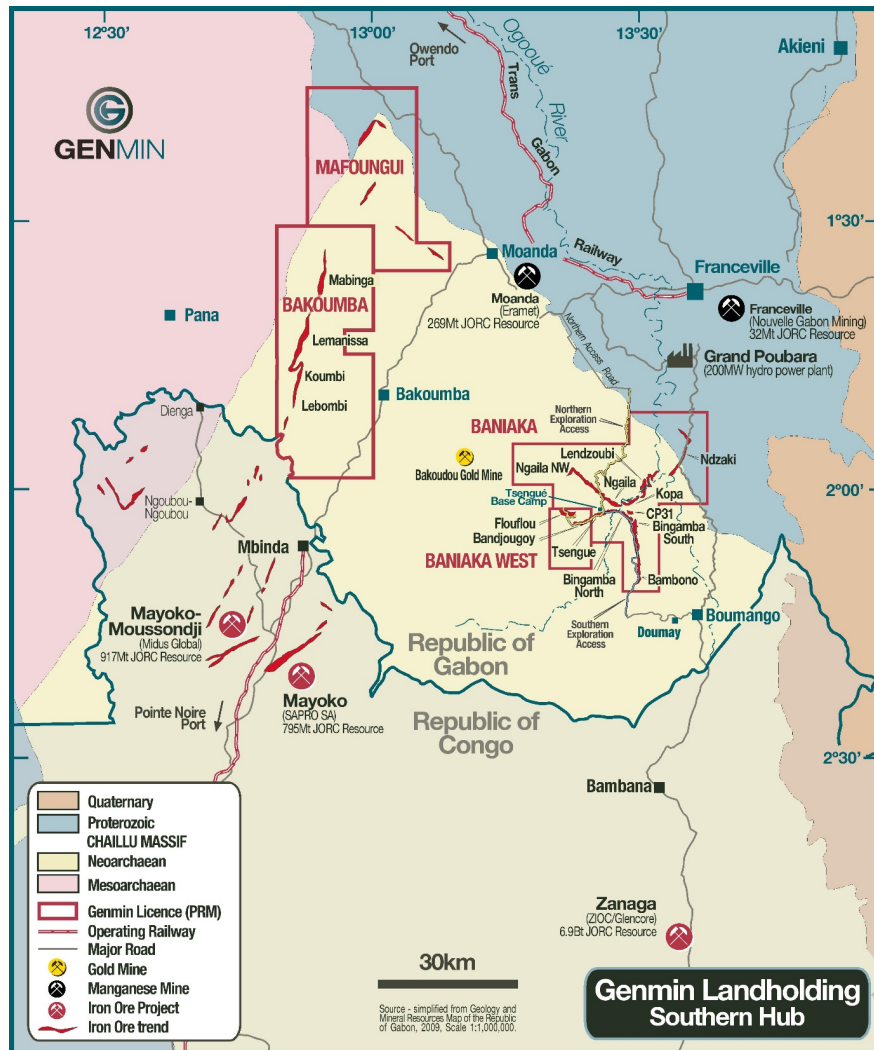 12°30'
13°00'
13°30'
Owendo
Port
Ogooué
River
Trans
Gabon
Railway
Akieni
GENMIN
MAFOUNGUI
1°30'
Moanda
Franceville
Mabinga
BAKOUMBA
Moanda
(Eramet)
269Mt JORC Resource
Franceville
(Nouvelle Gabon Mining)
32Mt JORC Resource
Pana
Lemanissa
Northern Access Road
Grand Poubara
(200MW hydro power plant)
Koumbi
Lebombi
Bakoumba
Dienga
Northern
Exploration
Access
BANIAKA
Lendzoubi
Ndzaki
Bakoudou Gold Mine
Ngaila NW
Ngaila
Ngoubou-
Ngoubou
Tsengué
Base Camp
Kopa
2°00'
CP31
Flouflou
Bingamba
South
Bandjougoy
Mbinda
Tsengue
BANIAKA WEST
Bingamba
North
Bambono
Mayoko-
Moussondji
(Midus Global)
917Mt JORC Resource
Southern
Exploration
Access
Doumay
Boumango
Republic of
Gabon
Mayoko
(SAPRO SA)
795Mt JORC Resource
Pointe Noire
Port
Republic of
Congo
2°30'
Bambana
Quaternary
Proterozoic
CHAILLU MASSIF
Neoarchaean
Mesoarchaean
Genmin Licence (PRM)
Operating Railway
Major Road
Gold Mine
Manganese Mine
Iron Ore Project
Iron Ore trend
Zanaga
(ZIOC/Glencore)
6.9Bt JORC Resource
30km
Source - simplified from Geology and
Mineral Resources Map of the Republic
of Gabon, 2009, Scale 1:1,000,000.
Genmin Landholding
Southern Hub